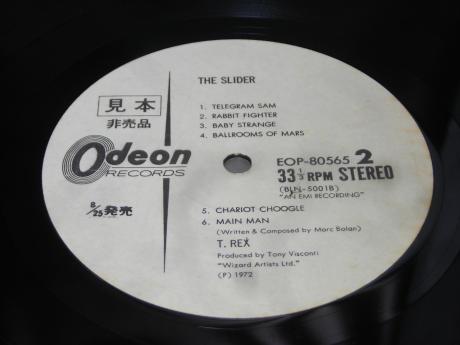 THE SLIDER
見本
非売品
1. TELEGRAM SAM
2. RABBIT FIGHTER
3. BABY STRANGE
4. BALLROOMS OF MARS
Odeon
RECORDS
EOP-80565 2
33 1/3 RPM STEREO
(BLN-5001B)
"AN EMI RECORDING"
8/25発売
5. CHARIOT CHOOGLE
6. MAIN MAN
(Written & Composed by Marc Bolan)
T. REX
Produced by Tony Visconti
"Wizard Artists Ltd."
(P) 1972